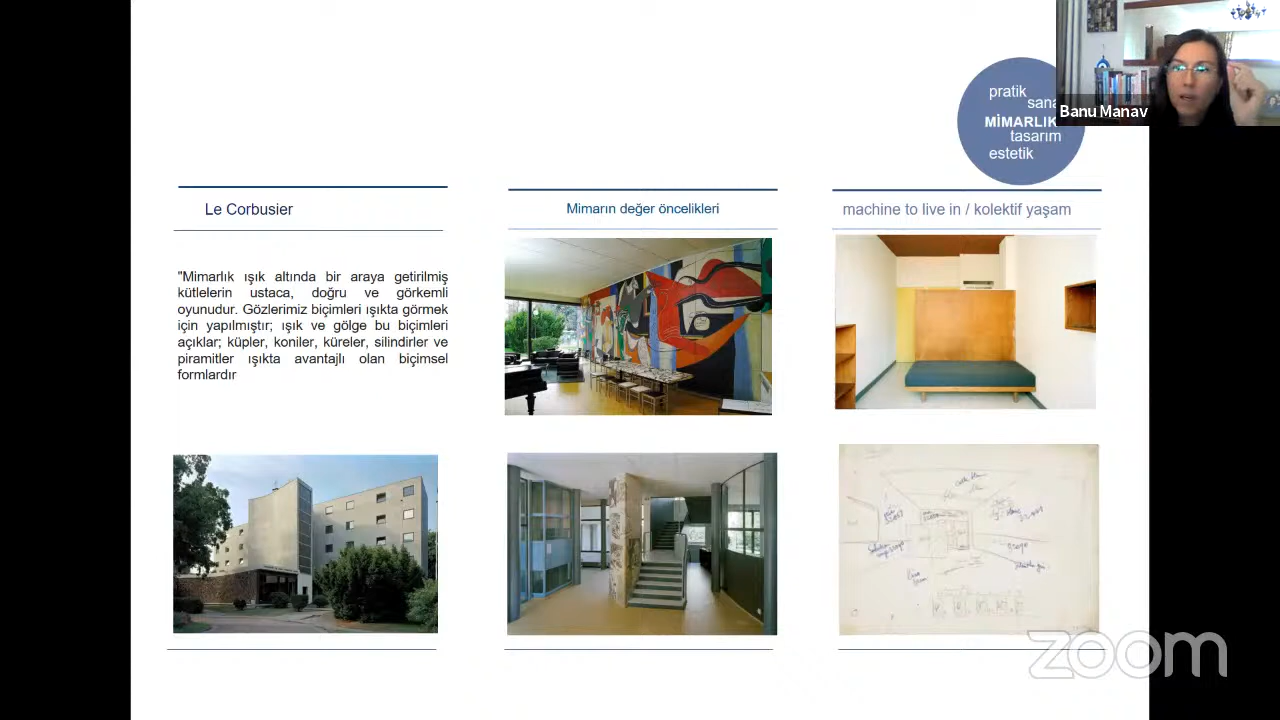 pratik
MİMARLIK
tasarım
estetik
Banu Manav
Le Corbusier
Mimarın değer öncelikleri
machine to live in / kolektif yaşam
"Mimarlık ışık altında bir araya getirilmiş
kütlelerin ustaca, doğru ve görkemli
oyunudur. Gözlerimiz biçimleri ışıkta görmek
için yapılmıştır; ışık ve gölge bu biçimleri
açıklar; küpler, koniler, küreler, silindirler ve
piramitler ışıkta avantajlı olan biçimsel
formlardır
zoom